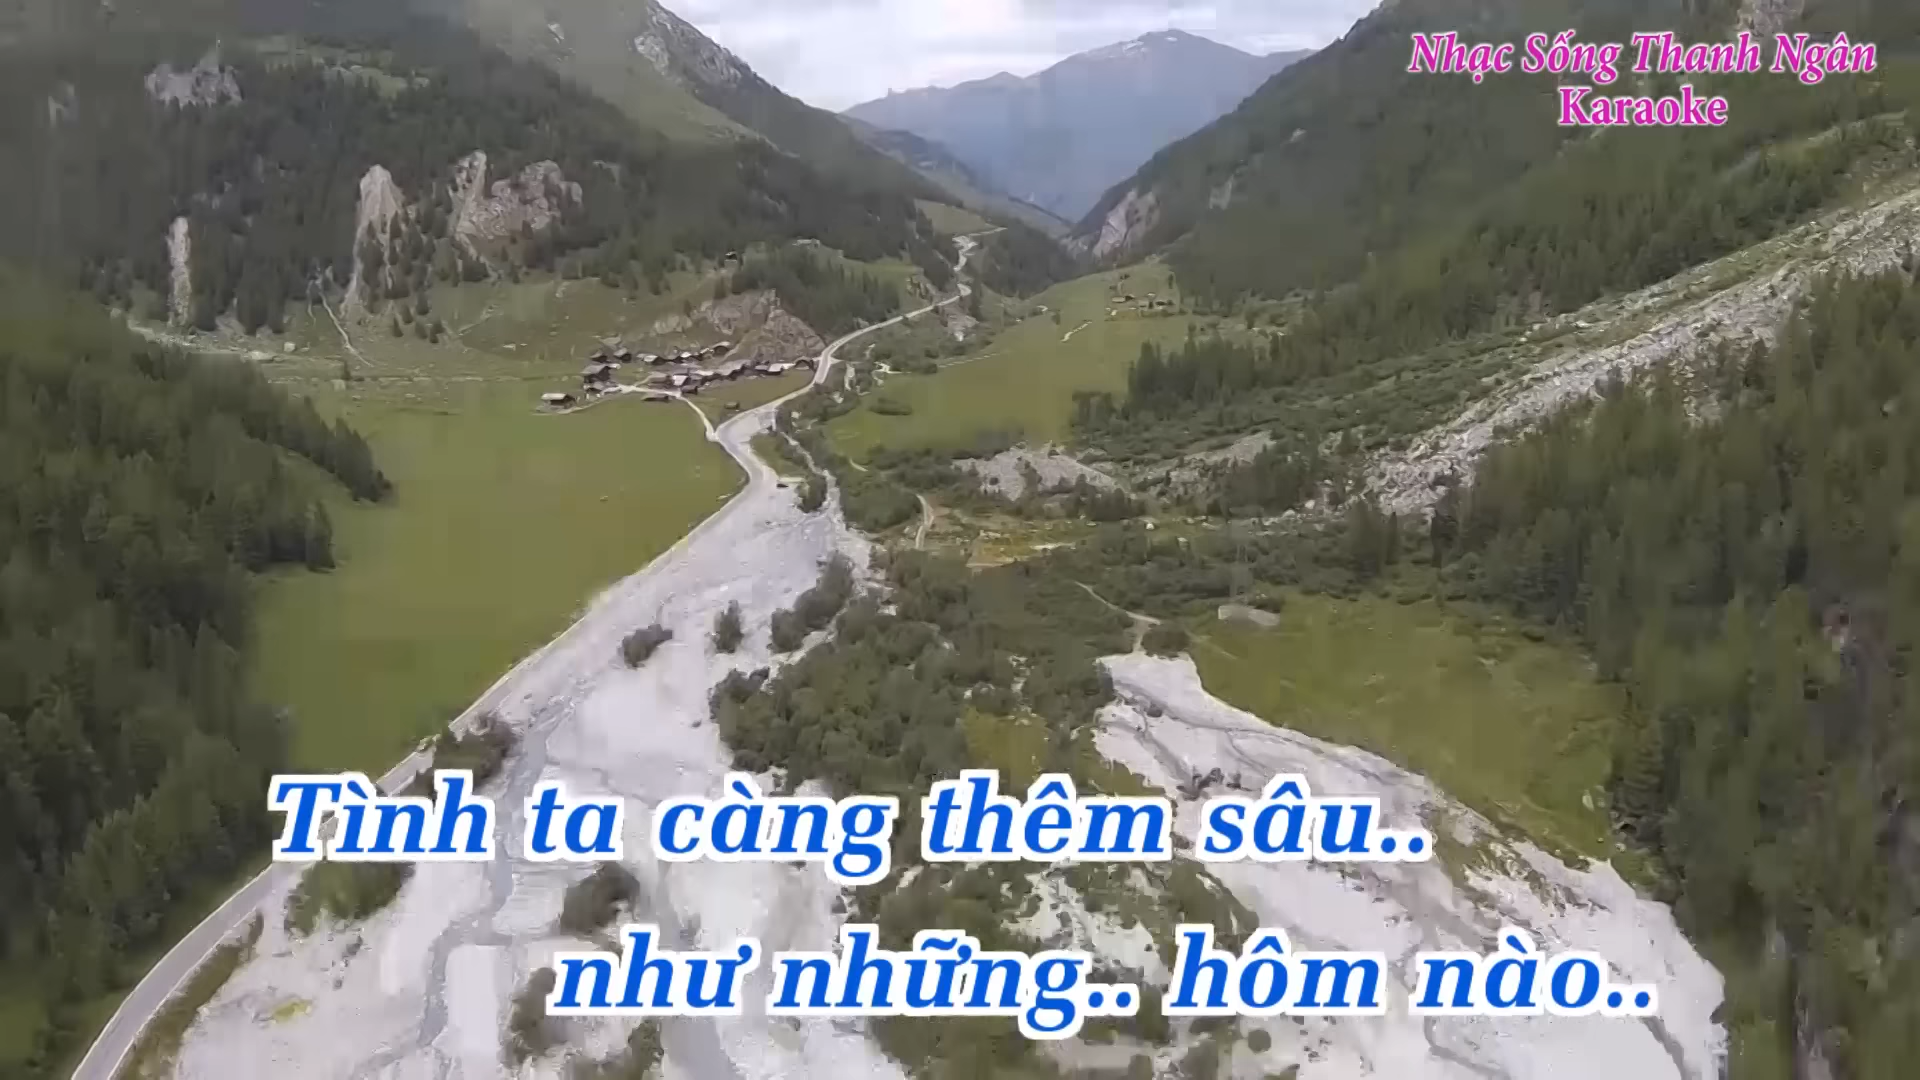 Nhạc Sống Thanh Ngân
Karaoke
Tình ta càng thêm sâu..
như những.. hôm nào..